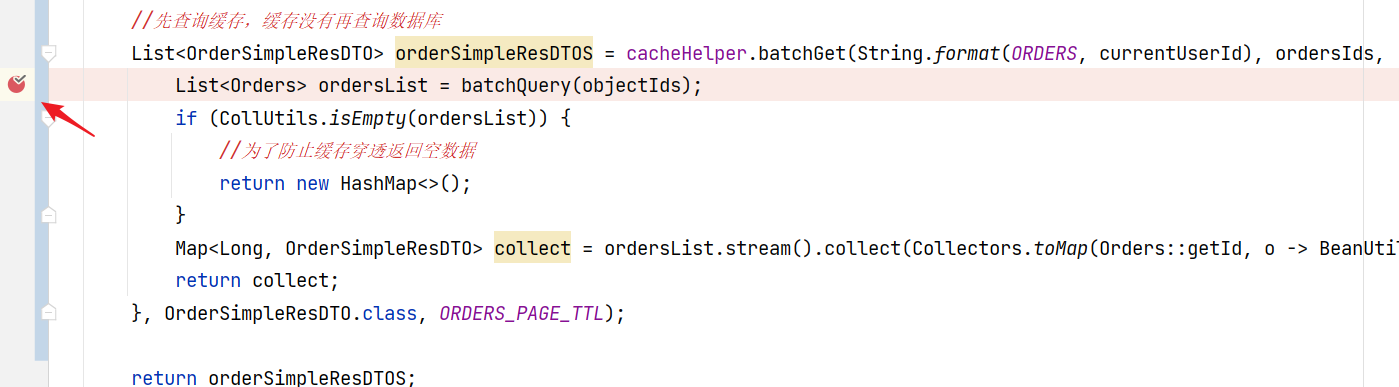 //先查询缓存，缓存没有再查询数据库
List<OrderSimpleResDTO> orderSimpleResDTOS = cacheHelper.batchGet(String.format(ORDERS, currentUserId), ordersIds,
List<Orders> ordersList = batchQuery(objectIds);
if (CollUtils.isEmpty(ordersList)) {
//为了防止缓存穿透返回空数据
return new HashMap<>();
}
Map<Long, OrderSimpleResDTO> collect = ordersList.stream().collect(Collectors.toMap(Orders::getId, o -> BeanUtil
return collect;
}, OrderSimpleResDTO.class, ORDERS_PAGE_TTL);
return orderSimpleResDTOS;